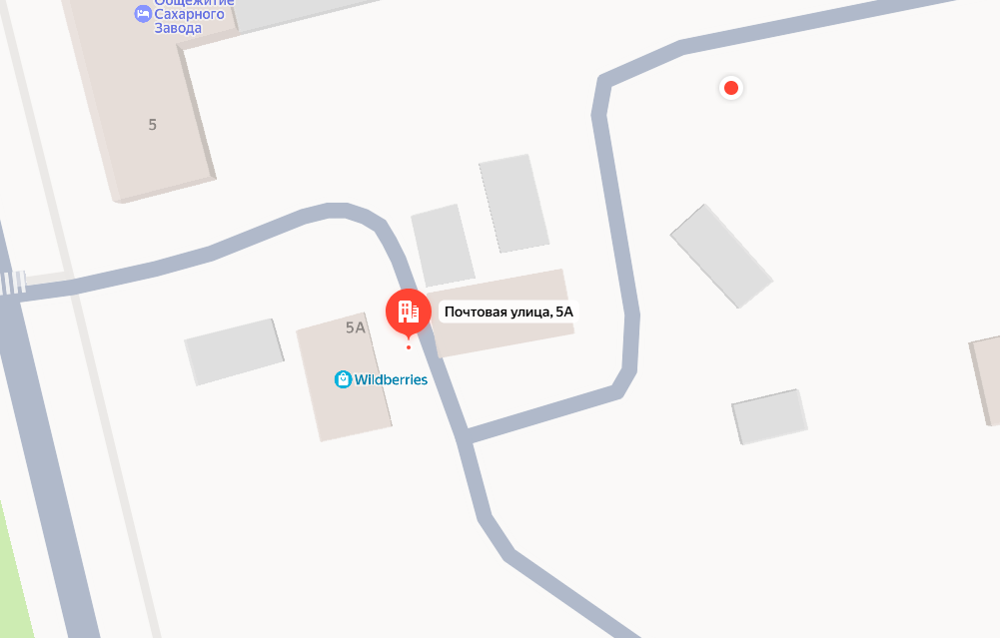 Общежитие
Сахарного
Завода
5
Почтовая улица, 5А
5А
Wildberries